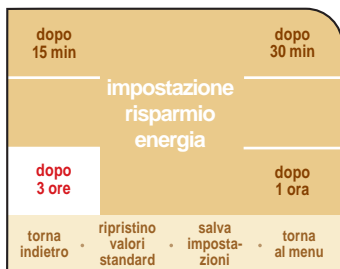 dopo
15 min
dopo
30 min
impostazione
risparmio
energia
dopo
3 ore
dopo
1 ora
torna
indietro
•
ripristino
valori
standard
•
salva
imposta-
zioni
•
torna
al menu